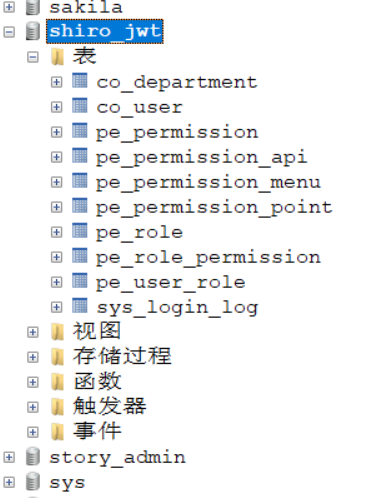 sakila
shiro_jwt
表
co_department
co_user
pe_permission
pe_permission_api
pe_permission_menu
pe_permission_point
pe_role
pe_role_permission
pe_user_role
sys_login_log
视图
存储过程
函数
触发器
事件
story_admin
sys